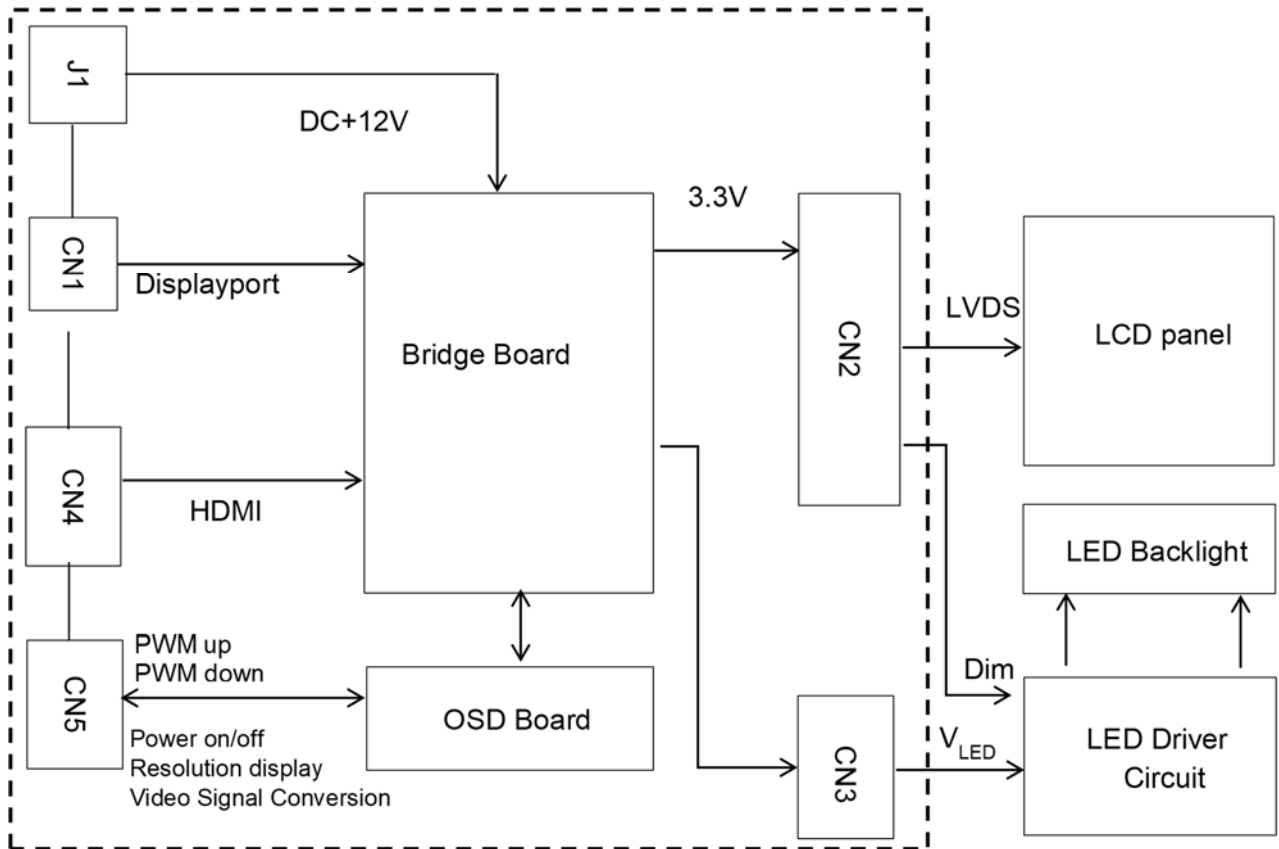 J1
DC+12V
3.3V
CN1
Displayport
Bridge Board
CN2
LVDS
LCD panel
CN4
HDMI
LED Backlight
CN5
PWM up
PWM down
Power on/off
Resolution display
Video Signal Conversion
OSD Board
CN3
Dim
VLED
LED Driver
Circuit